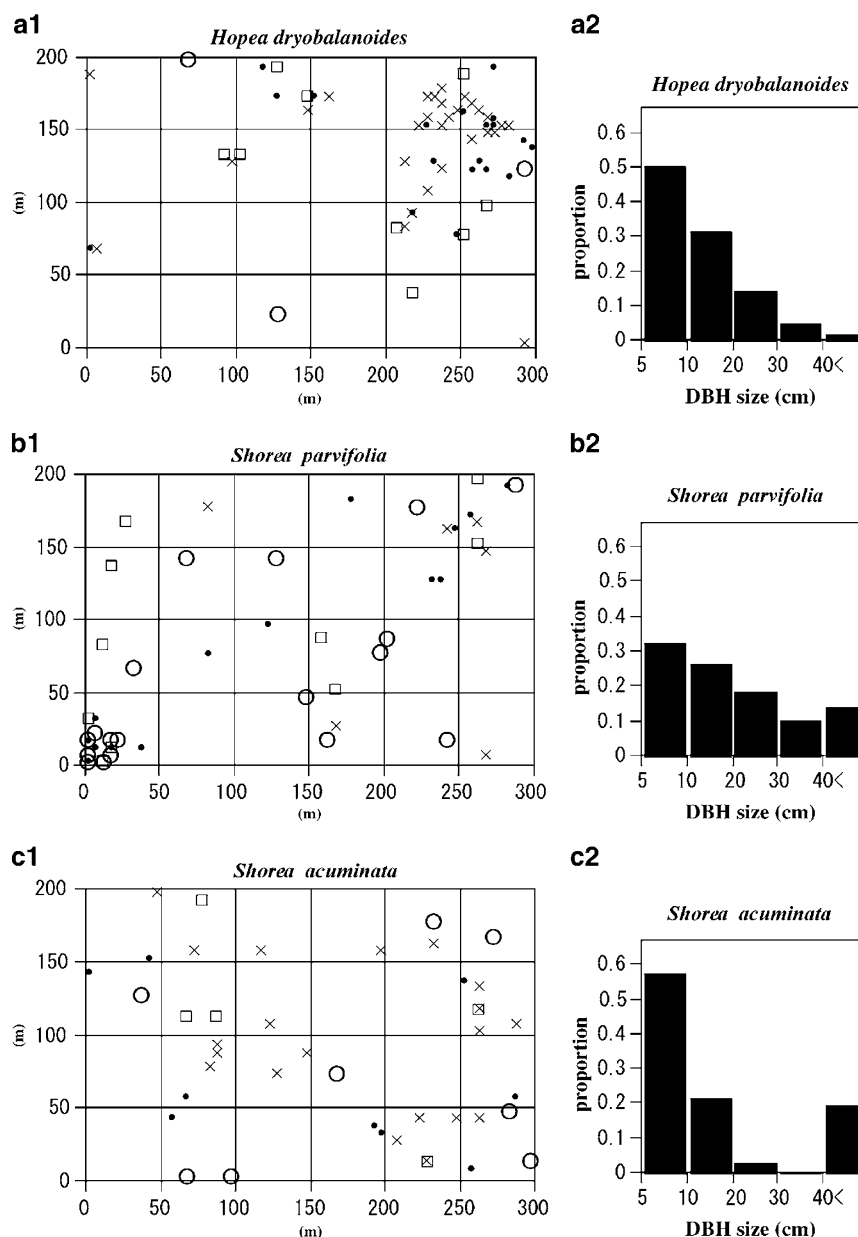 a1
Hopea dryobalanoides
200
150
100
50
0
(m)
0 50 100 150 200 250 300
(m)
a2
Hopea dryobalanoides
0.6
0.5
0.4
0.3
0.2
0.1
0
proportion
5 10 20 30 40<
DBH size (cm)
b1
Shorea parvifolia
200
150
100
50
0
(m)
0 50 100 150 200 250 300
(m)
b2
Shorea parvifolia
0.6
0.5
0.4
0.3
0.2
0.1
0
proportion
5 10 20 30 40<
DBH size (cm)
c1
Shorea acuminata
200
150
100
50
0
(m)
0 50 100 150 200 250 300
(m)
c2
Shorea acuminata
0.6
0.5
0.4
0.3
0.2
0.1
0
proportion
5 10 20 30 40<
DBH size (cm)